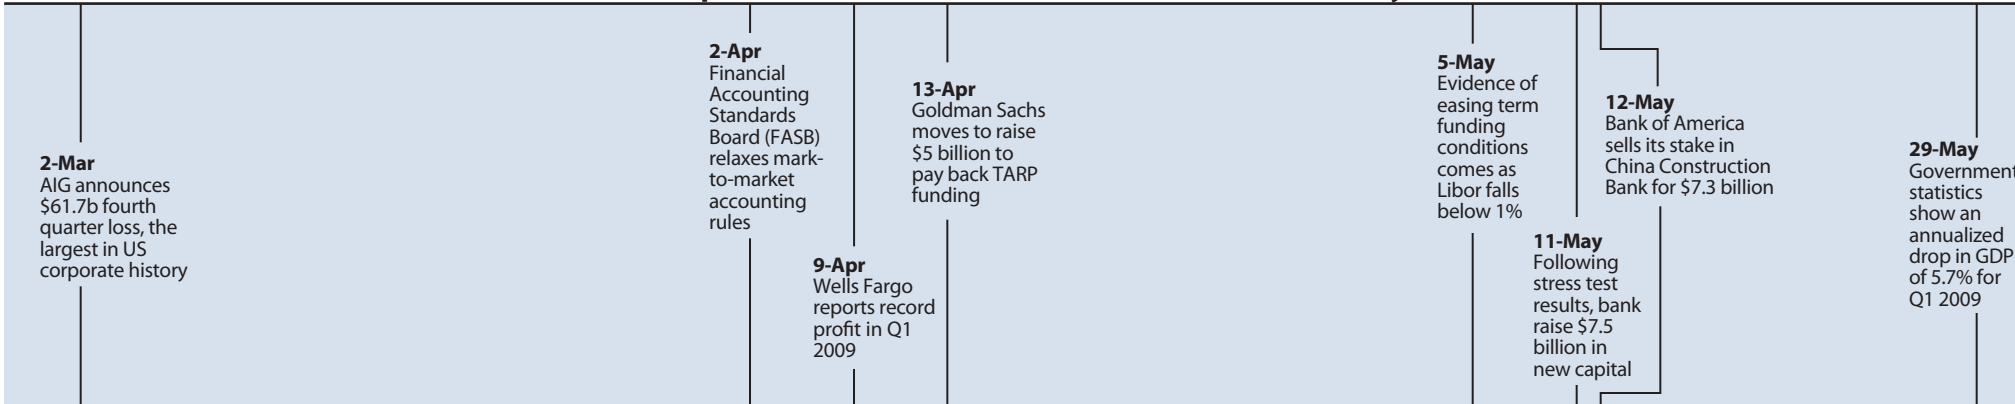 2-Mar
AIG announces
$61.7b fourth
quarter loss, the
largest in US
corporate history
2-Apr
Financial
Accounting
Standards
Board (FASB)
relaxes mark-
to-market
accounting
rules
9-Apr
Wells Fargo
reports record
profit in Q1
2009
13-Apr
Goldman Sachs
moves to raise
$5 billion to
pay back TARP
funding
5-May
Evidence of
easing term
funding
conditions
comes as
Libor falls
below 1%
11-May
Following
stress test
results, bank
raise $7.5
billion in
new capital
12-May
Bank of America
sells its stake in
China Construction
Bank for $7.3 billion
29-May
Government
statistics
show an
annualized
drop in GDP
of 5.7% for
Q1 2009